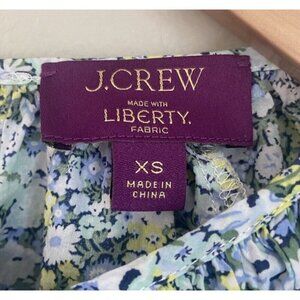 J.CREW
MADE WITH
LIBERTY.
FABRIC
XS
MADE IN
CHINA